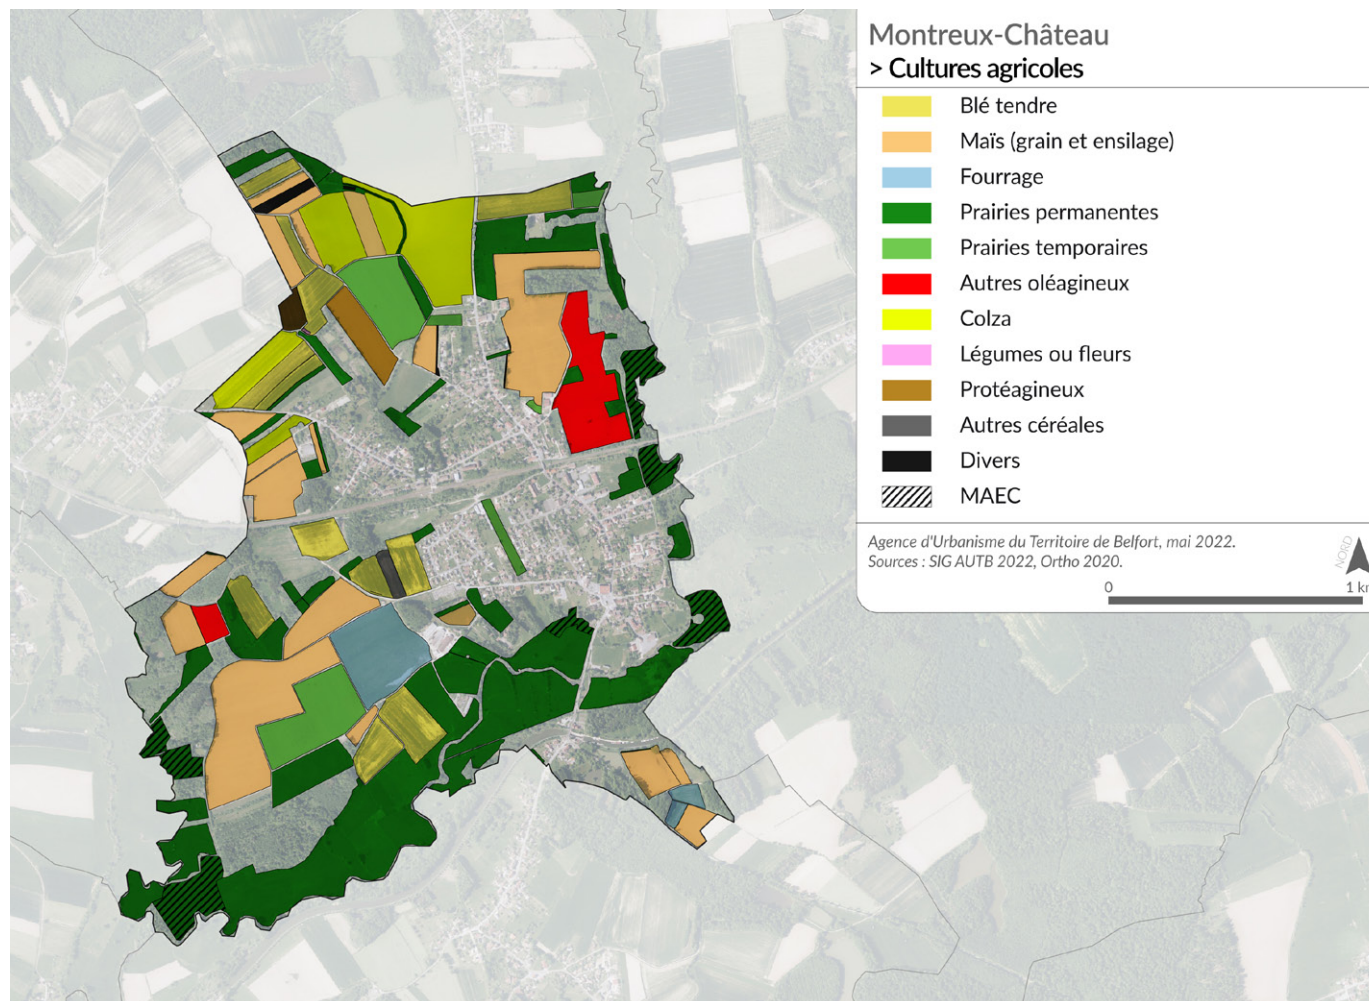 Montreux-Château
> Cultures agricoles
Blé tendre
Maïs (grain et ensilage)
Fourrage
Prairies permanentes
Prairies temporaires
Autres oléagineux
Colza
Légumes ou fleurs
Protéagineux
Autres céréales
Divers
MAEC
Agence d'Urbanisme du Territoire de Belfort, mai 2022.
Sources : SIG AUTB 2022, Ortho 2020.
NORD
0
1 km